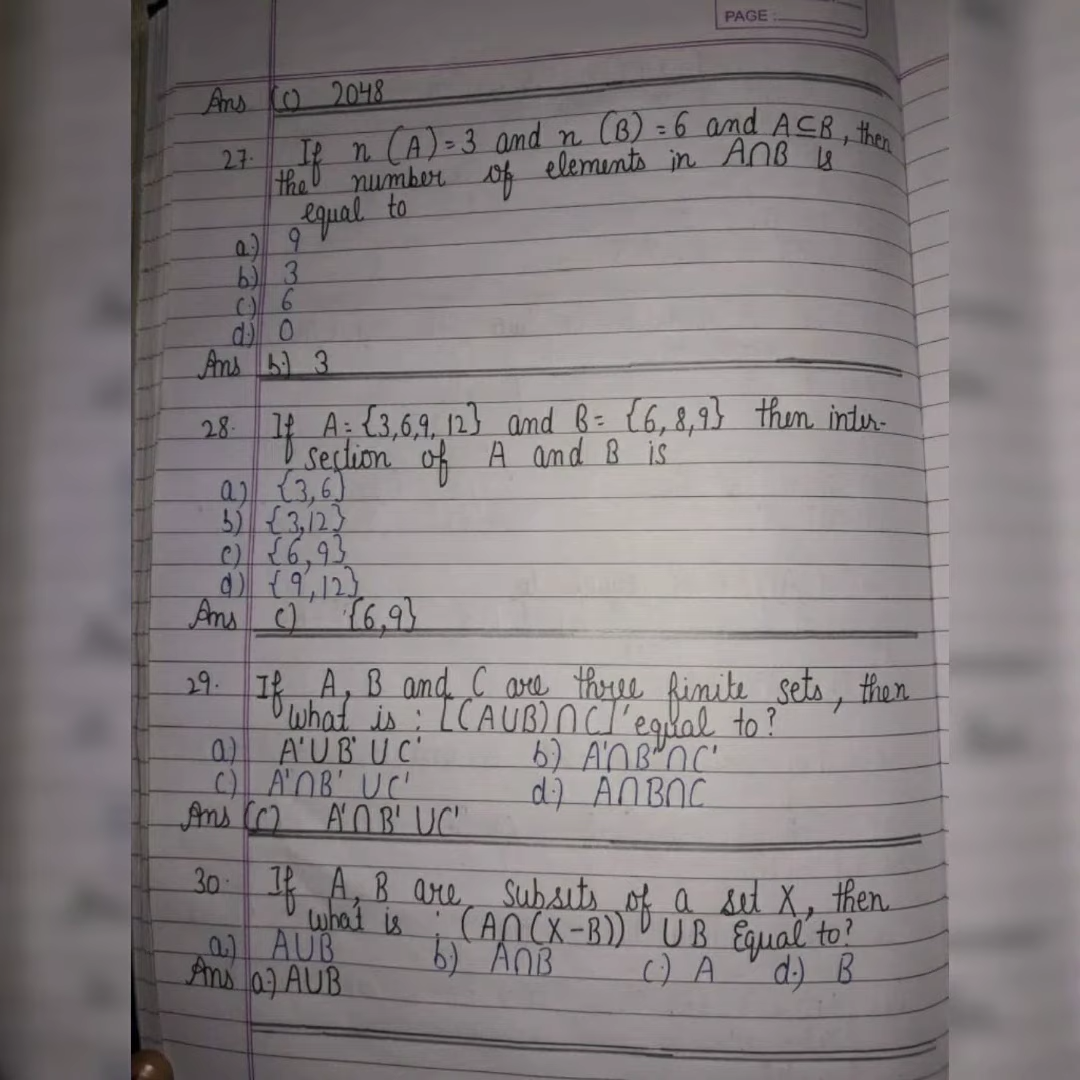 PAGE:
Ans (c) 2048
27. If n (A) = 3 and n (B) = 6 and A⊆B, then
the number of elements in A∩B is
equal to
a.) 9
b.) 3
c.) 6
d.) 0
Ans b.) 3
28. If A = {3,6,9, 12} and B = {6, 8,9} then inter-
section of A and B is
a.) {3,6}
b) {3,12}
c) {6,9}
d) {9,12}
Ans c) {6,9}
29. If A, B and C are three finite sets, then
what is : [(A∪B)∩C]' equal to?
a.) A'∪B'∪C' b.) A'∩B'∩C'
c.) A'∩B' ∪C' d.) A∩B∩C
Ans (c) A'∩B' ∪C'
30. If A, B are subsets of a set X, then
what is : (A∩(X-B)) ∪B Equal to?
a.) A∪B b.) A∩B c.) A d.) B
Ans a.) A∪B